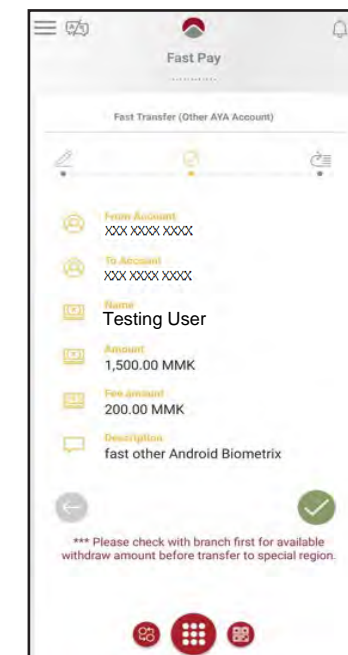 Fast Pay
Fast Transfer (Other AYA Account)
From Account
XXX XXXX XXXX
To Account
XXX XXXX XXXX
Name
Testing User
Amount
1,500.00 MMK
Fee amount
200.00 MMK
Description
fast other Android Biometrix
*** Please check with branch first for available
withdraw amount before transfer to special region.